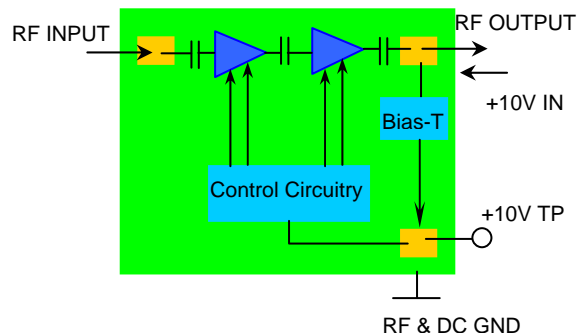 RF INPUT
RF OUTPUT
+10V IN
Bias-T
Control Circuitry
+10V TP
RF & DC GND